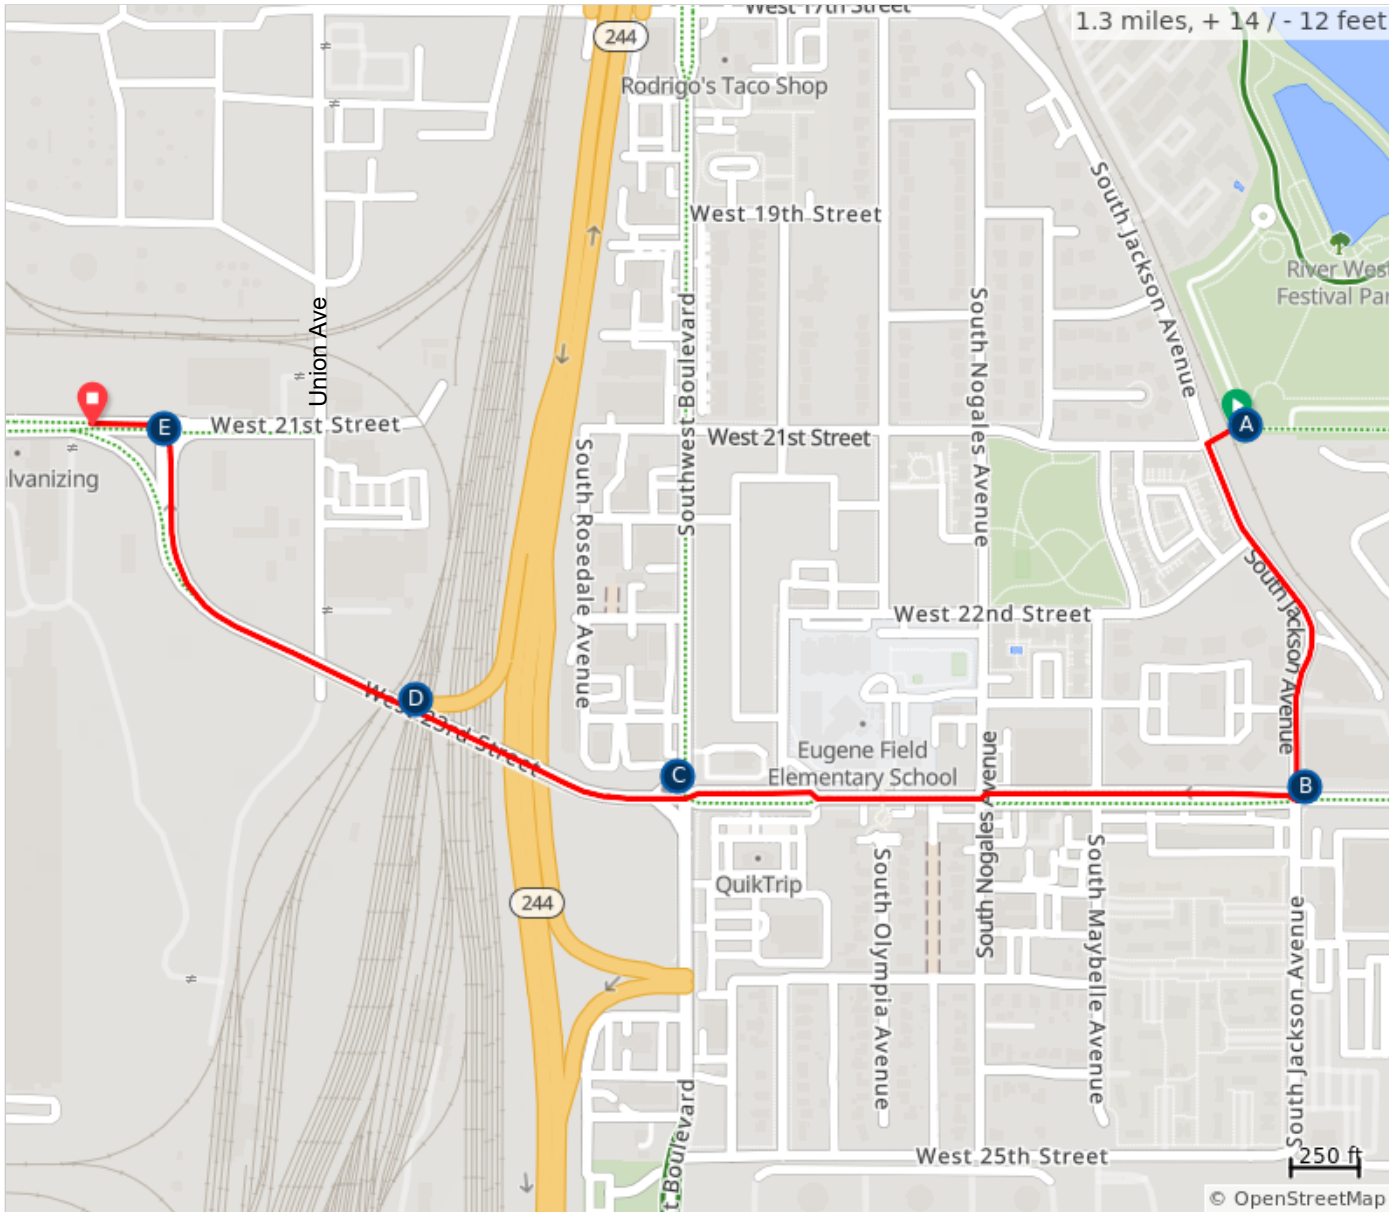 West 17th Street
1.3 miles, + 14 / - 12 feet
244
Rodrigo's Taco Shop
West 19th Street
South Jackson Avenue
River West
Festival Par
Union Ave
Southwest Boulevard
South Nogales Avenue
A
E
West 21st Street
West 21st Street
lvanizing
South Rosedale Avenue
South Jackson Avenue
West 22nd Street
D
West 23rd Street
C
Eugene Field
Elementary School
B
South Nogales Avenue
QuikTrip
244
South Olympia Avenue
South Maybelle Avenue
South Jackson Avenue
t Boulevard
West 25th Street
250 ft
© OpenStreetMap